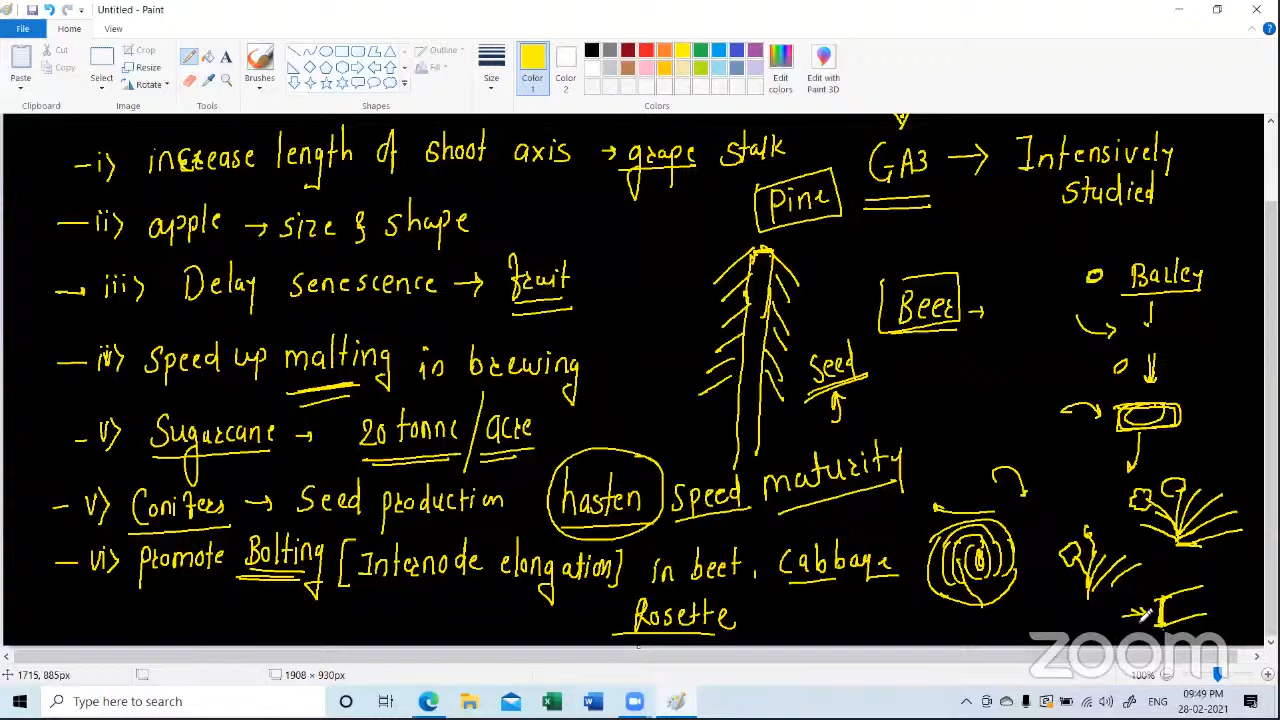 Untitled - Paint
File Home View
Paste Cut Copy Select Crop Resize Rotate Brushes Outline Fill Size Color 1 Color 2 Edit colors Edit with Paint 3D
Clipboard Image Tools Shapes Colors
-i) increase length of shoot axis → grape stalk GA3 → Intensively studied
Pine
-ii) apple → size & shape
-iii) Delay senescence → fruit
Beer →
Barley
-iv) speed up malting in brewing
seed
-v) Sugarcane → 20 tonne / acre
-v) Conifers → Seed production hasten speed maturity
-vi) promote Bolting [Internode elongation] in beet, cabbage
Rosette
zoom
1715, 885px 1908 × 930px 100%
Type here to search
ENG
09:49 PM
28-02-2021